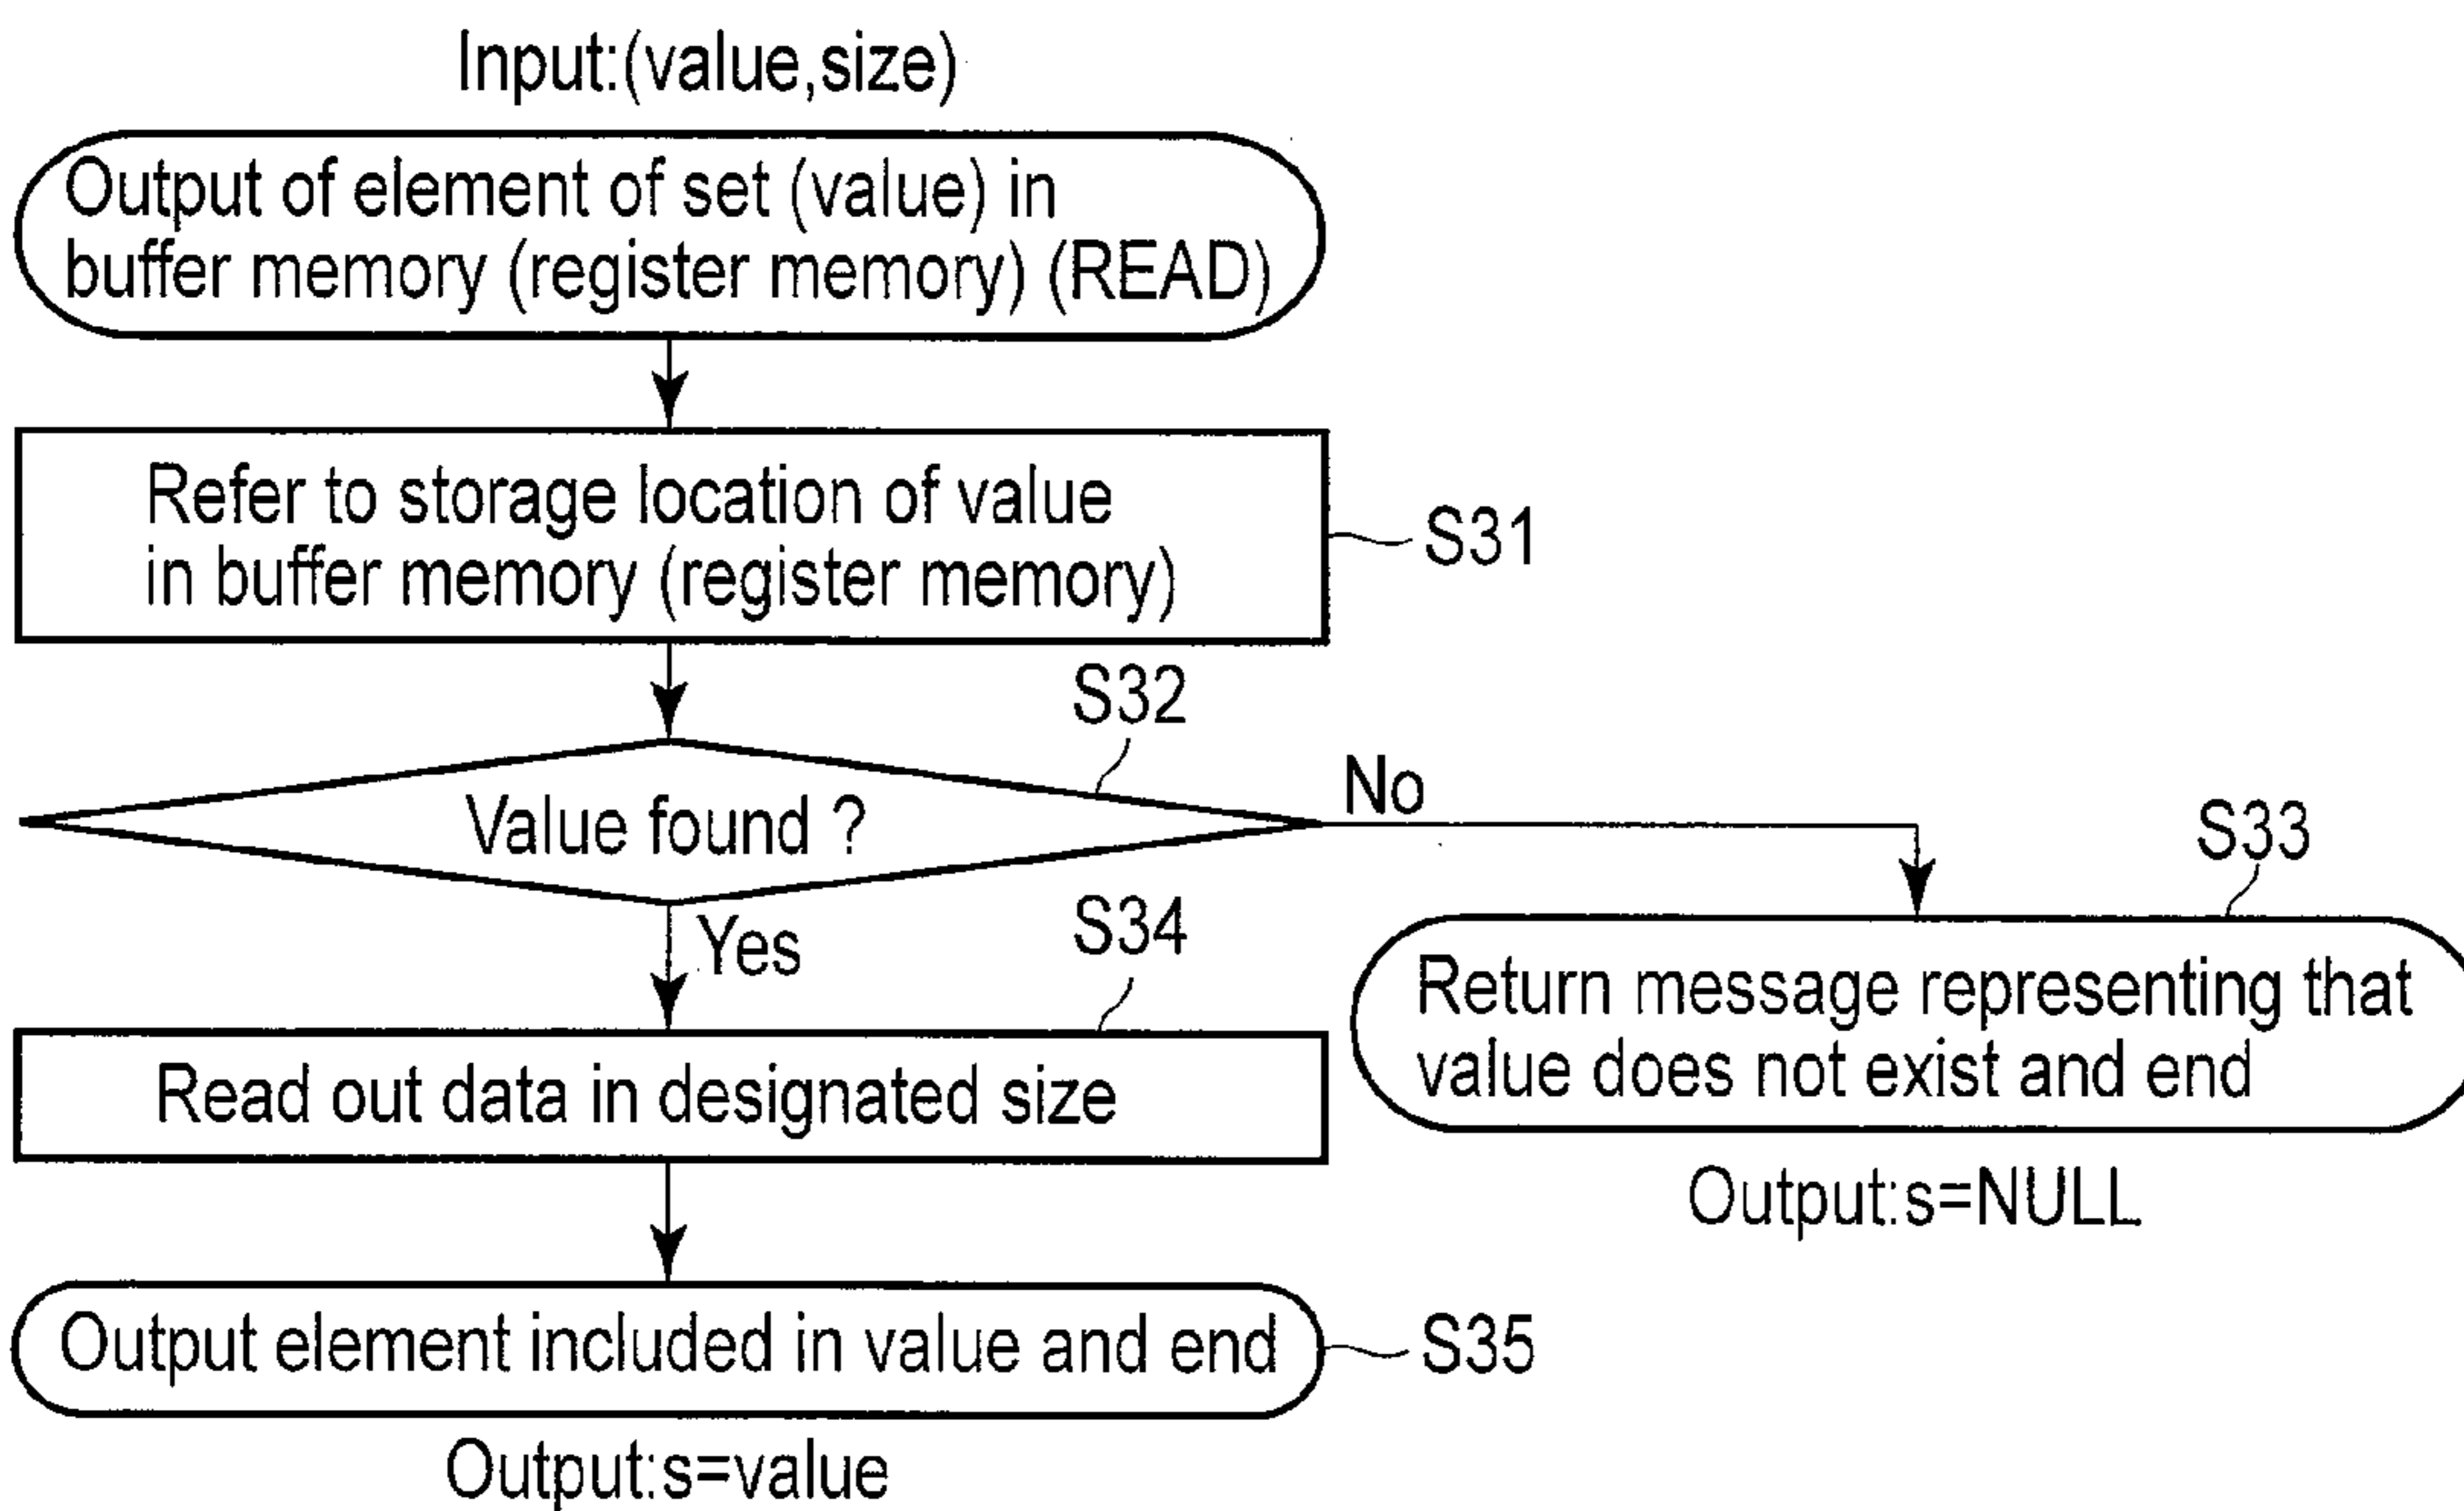 Input:(value,size)
Output of element of set (value) in
buffer memory (register memory) (READ)
Refer to storage location of value
in buffer memory (register memory)
S31
S32
Value found ?
No
S33
Yes
S34
Return message representing that
value does not exist and end
Read out data in designated size
Output:s=NULL
Output element included in value and end
S35
Output:s=value